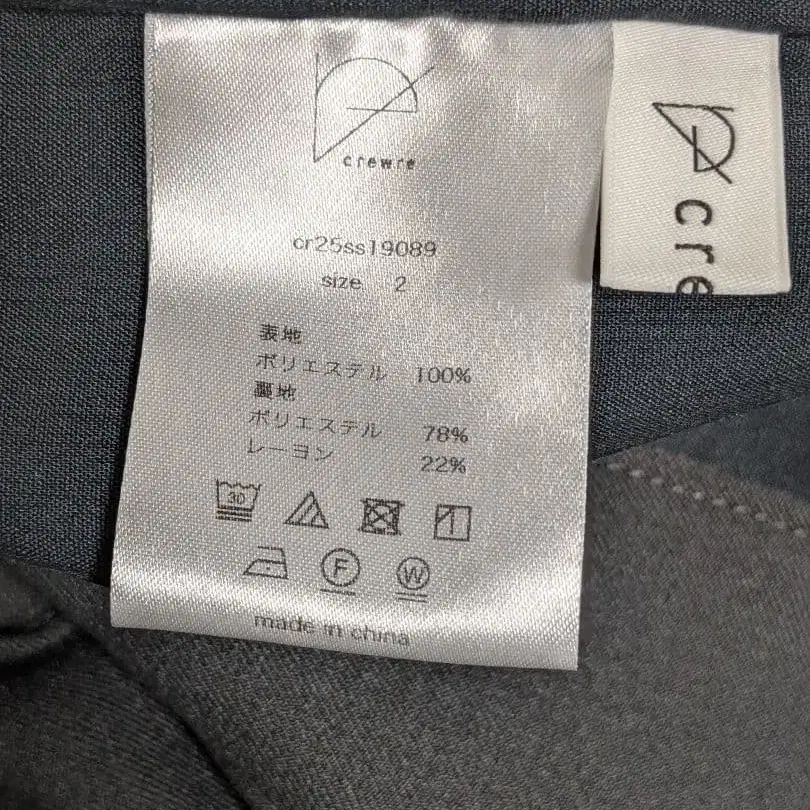 crewre
cr25ss19089
size 2
表地
ポリエステル 100%
裏地
ポリエステル 78%
レーヨン 22%
30
F
W
made in china
cre